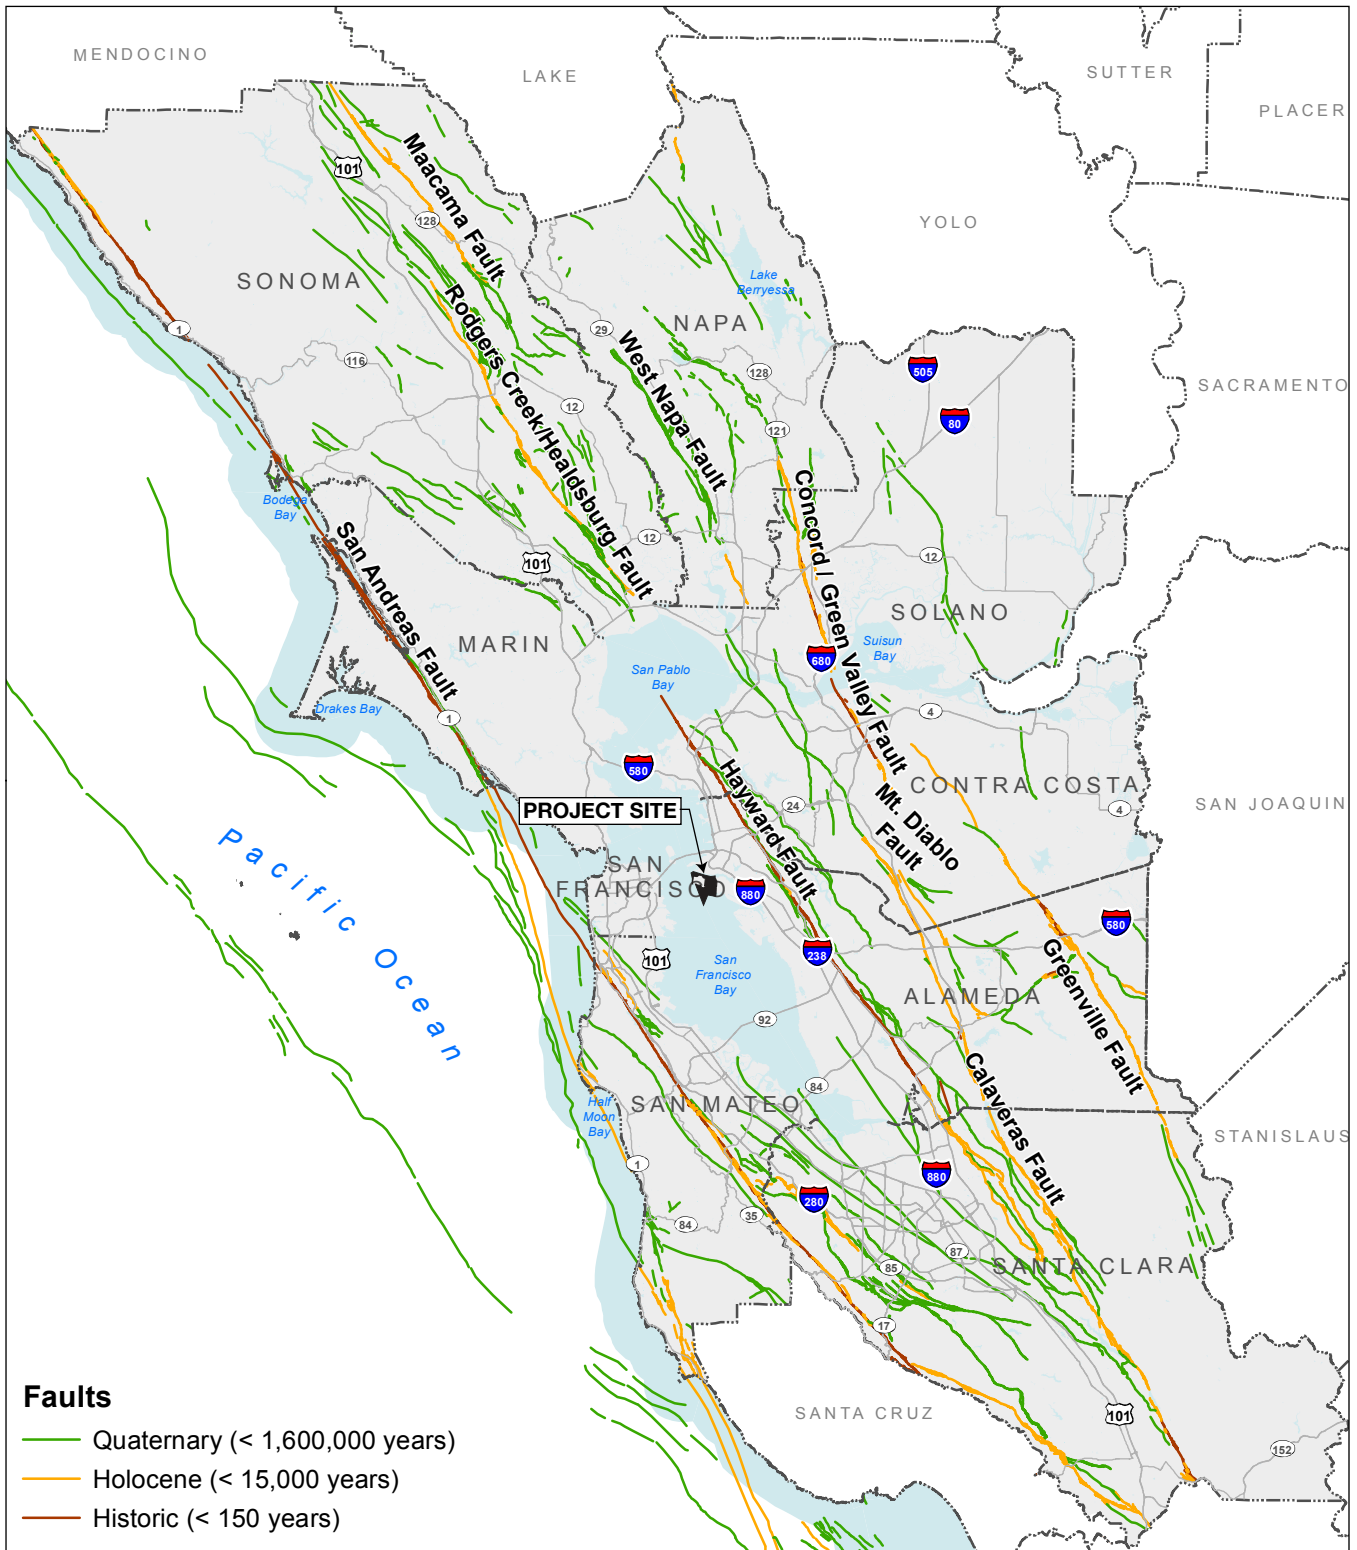 MENDOCINO
LAKE
SUTTER
PLACER
YOLO
SACRAMENTO
SAN JOAQUIN
STANISLAUS
SANTA CRUZ
101
Maacama Fault
128
SONOMA
1
116
Rodgers Creek/Healdsburg Fault
12
29
NAPA
Lake
Berryessa
West Napa Fault
128
121
505
80
Bodega
Bay
San Andreas Fault
101
12
Concord / Green Valley Fault
12
SOLANO
MARIN
San Pablo
Bay
680
Suisun
Bay
Drakes Bay
1
4
580
Hayward Fault
24
Mt. Diablo
Fault
CONTRA COSTA
4
PROJECT SITE
SAN
FRANCISCO
880
580
Pacific Ocean
101
San
Francisco
Bay
238
ALAMEDA
Greenville Fault
92
84
Calaveras Fault
SAN MATEO
Half
Moon
Bay
1
84
35
280
880
87
85
SANTA CLARA
17
101
152
Faults
Quaternary (< 1,600,000 years)
Holocene (< 15,000 years)
Historic (< 150 years)